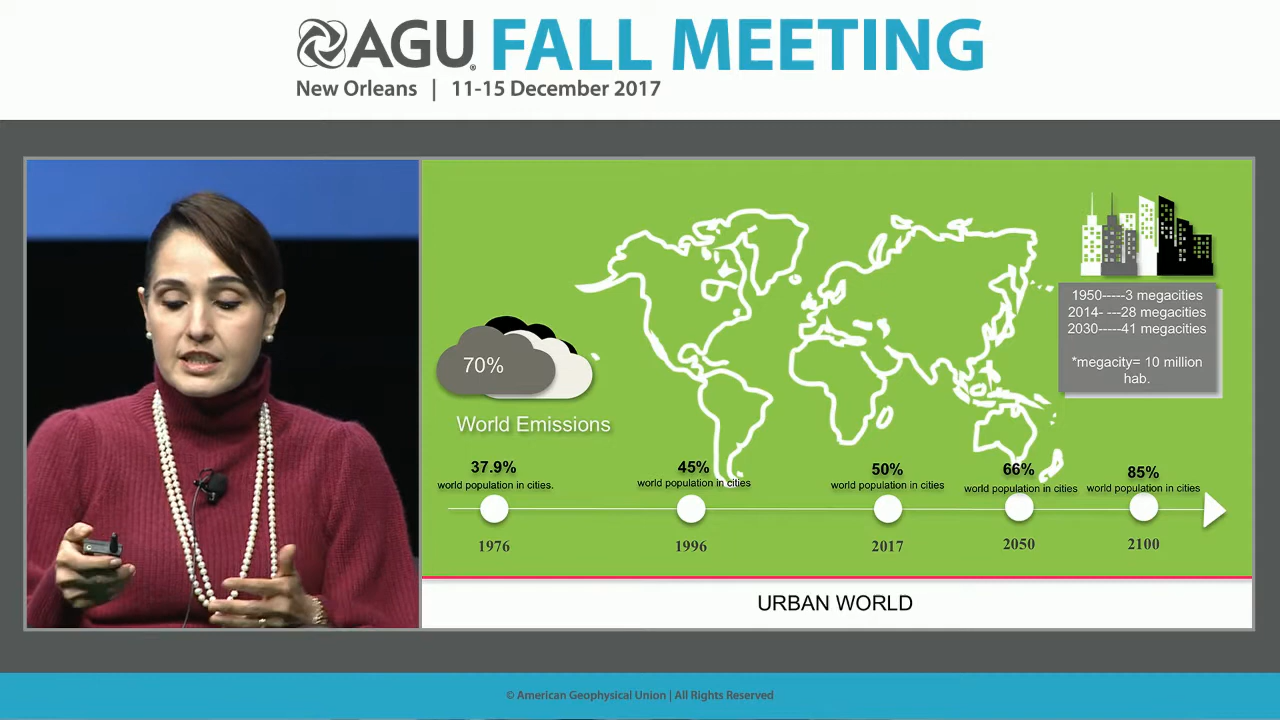 AGU FALL MEETING
New Orleans | 11-15 December 2017
1950-----3 megacities
2014- ---28 megacities
2030-----41 megacities
*megacity= 10 million
hab.
70%
World Emissions
37.9%
world population in cities.
45%
world population in cities
50%
world population in cities
66%
world population in cities
85%
world population in cities
1976
1996
2017
2050
2100
URBAN WORLD
© American Geophysical Union | All Rights Reserved